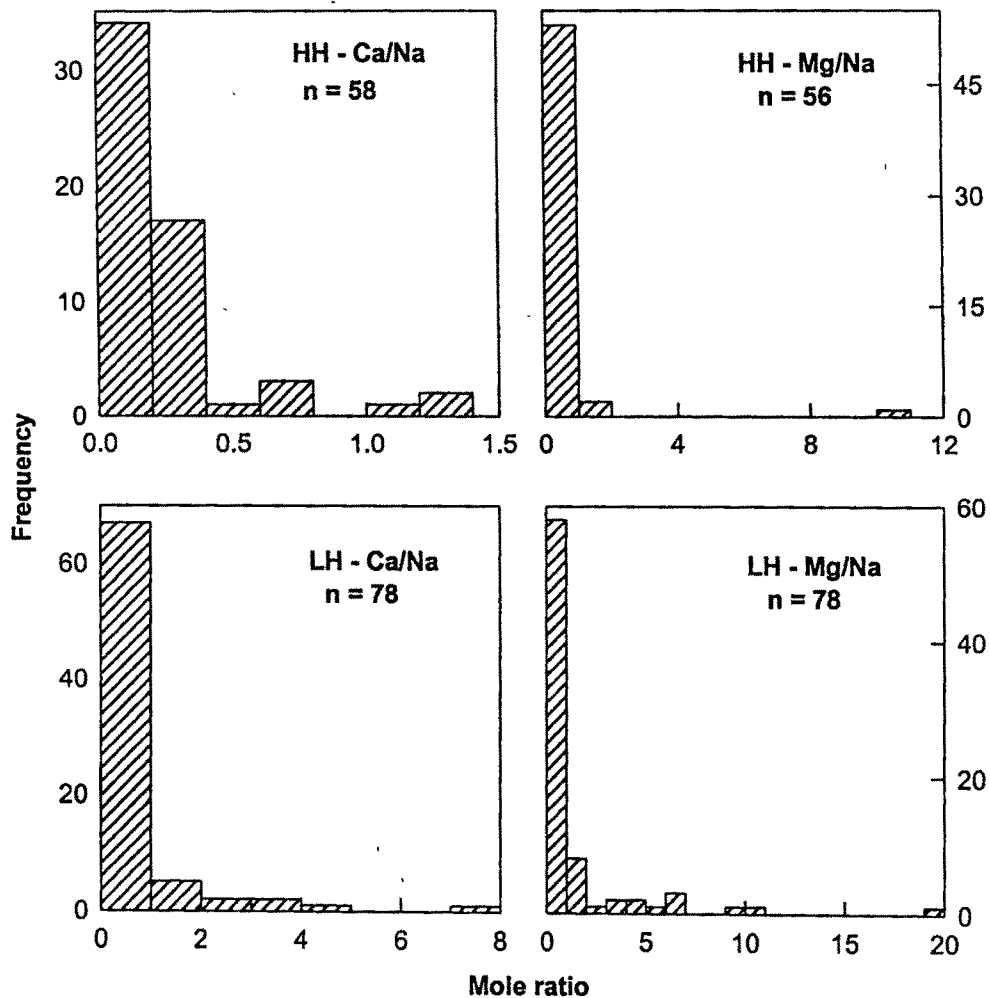 HH - Ca/Na
n = 58
30
20
10
0
0.0 0.5 1.0 1.5
HH - Mg/Na
n = 56
45
30
15
0
0 4 8 12
Frequency
LH - Ca/Na
n = 78
60
40
20
0
0 2 4 6 8
LH - Mg/Na
n = 78
60
40
20
0
0 5 10 15 20
Mole ratio